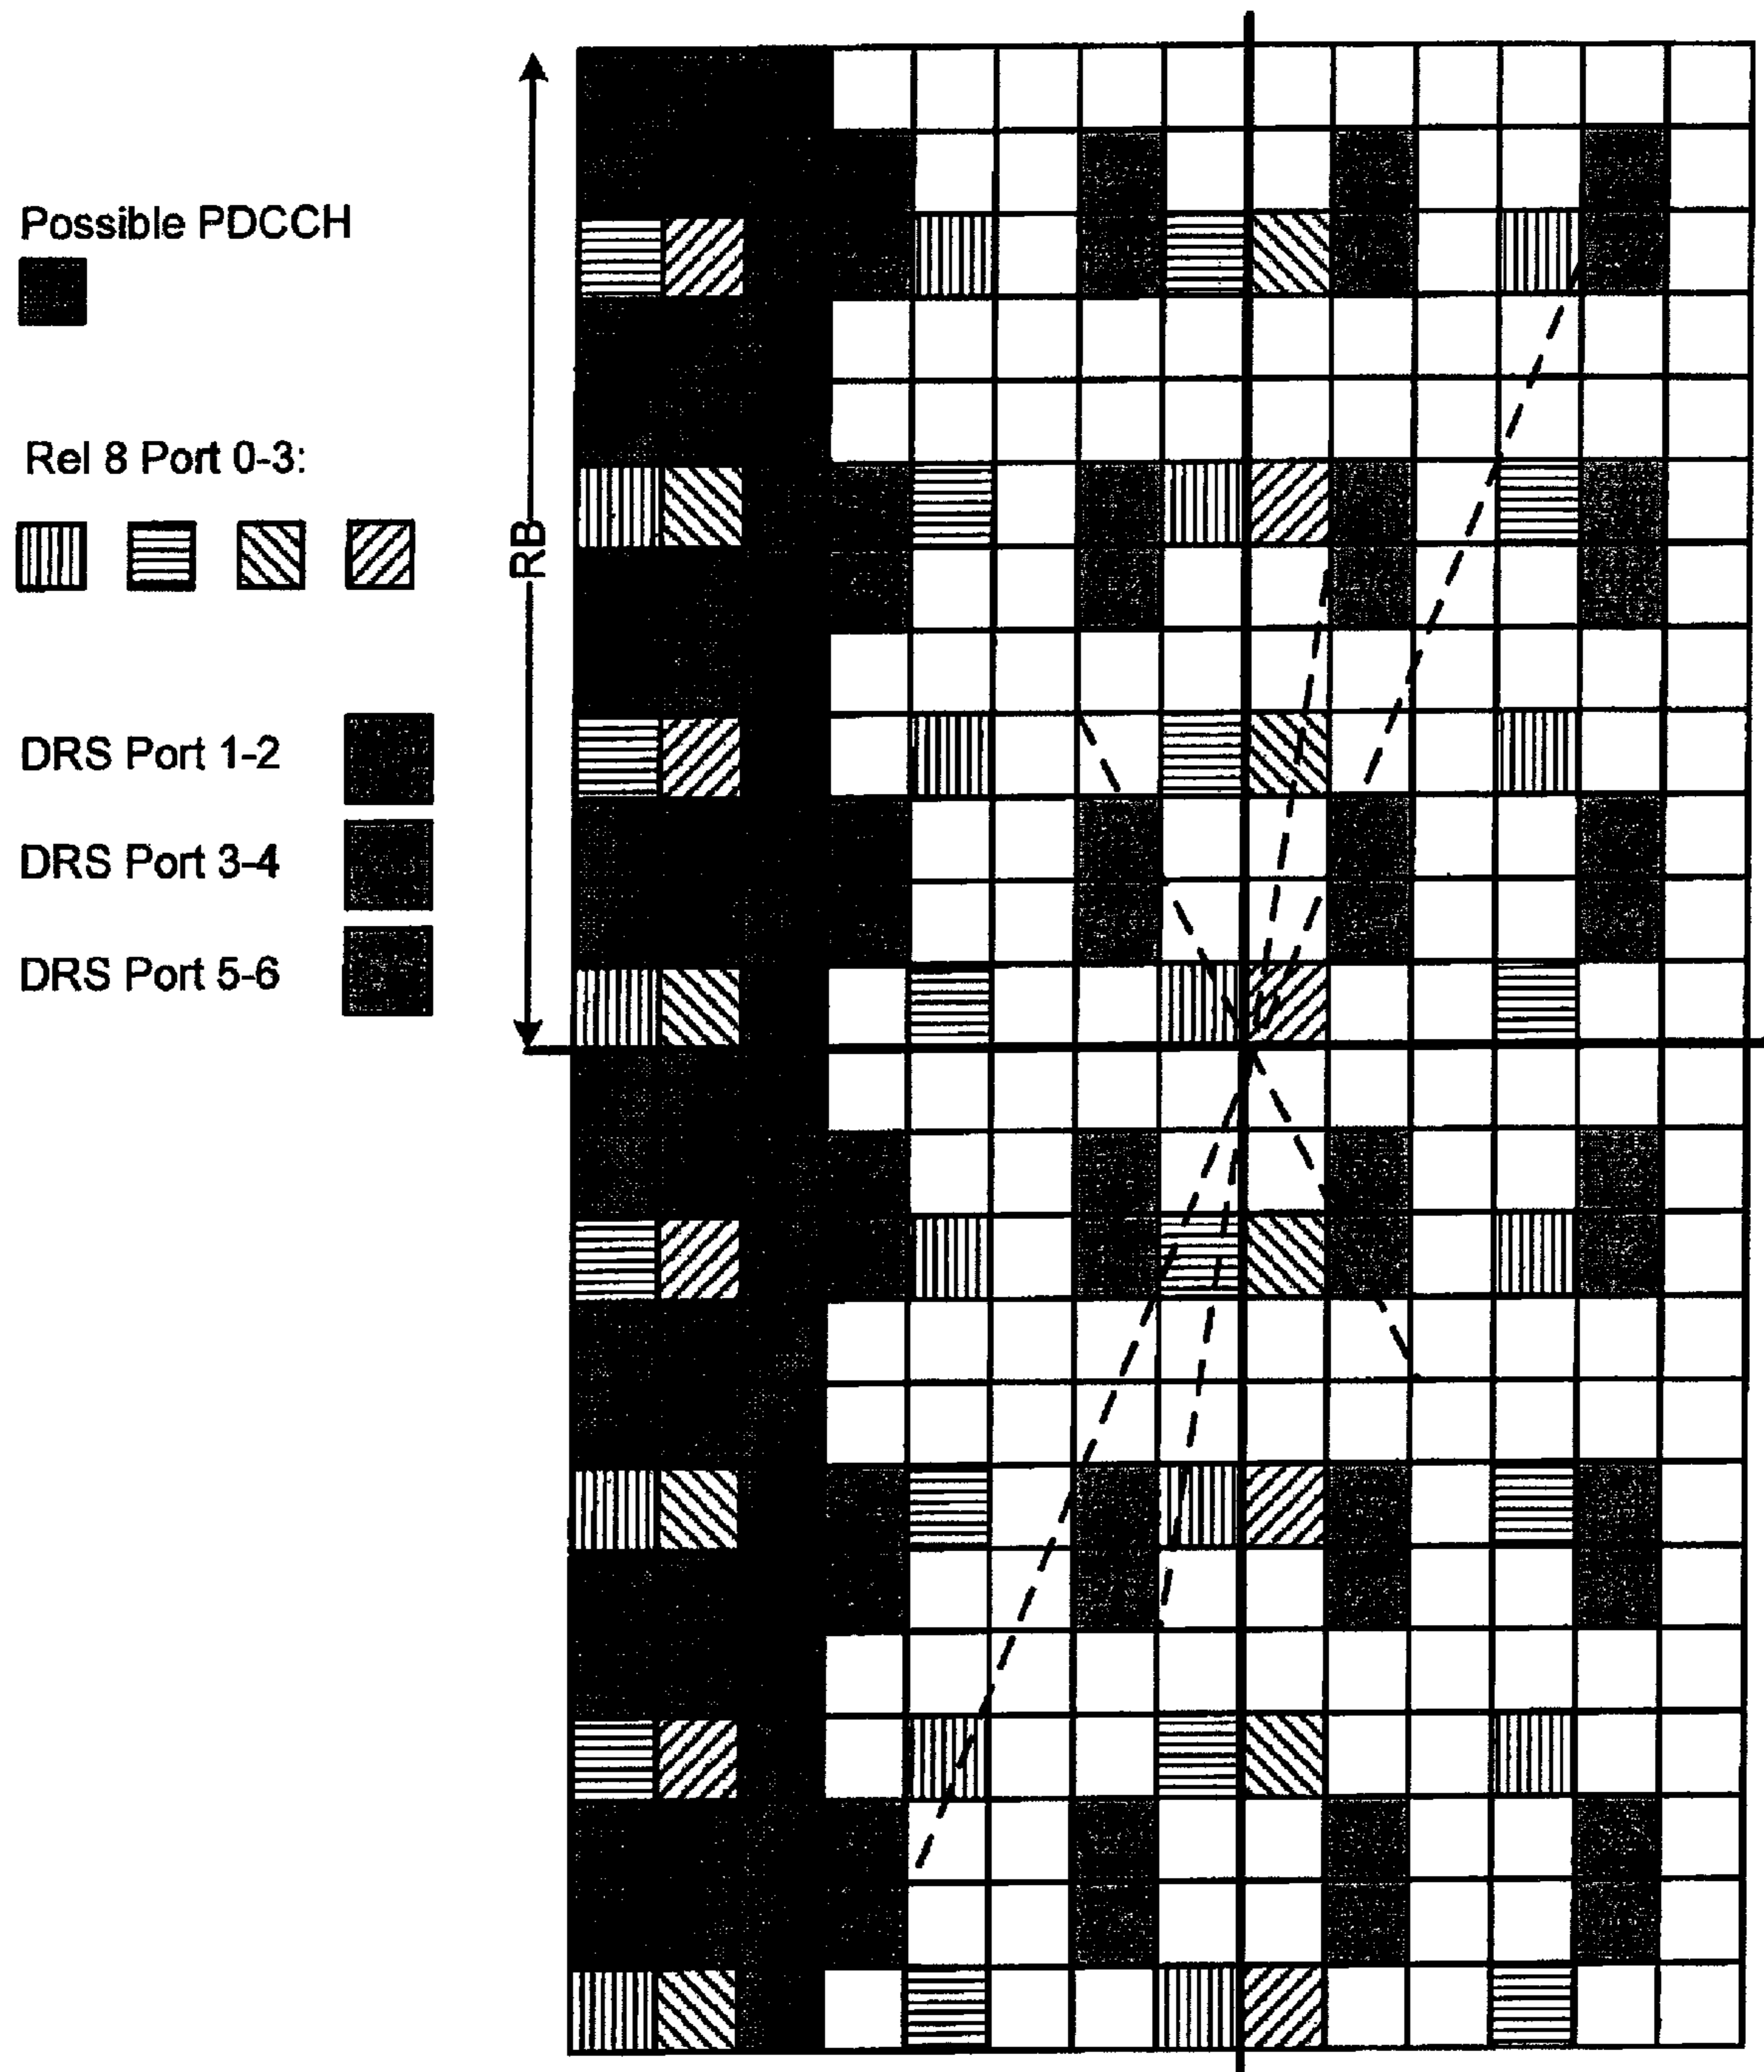 Possible PDCCH
Rel 8 Port 0-3:
RB
DRS Port 1-2
DRS Port 3-4
DRS Port 5-6